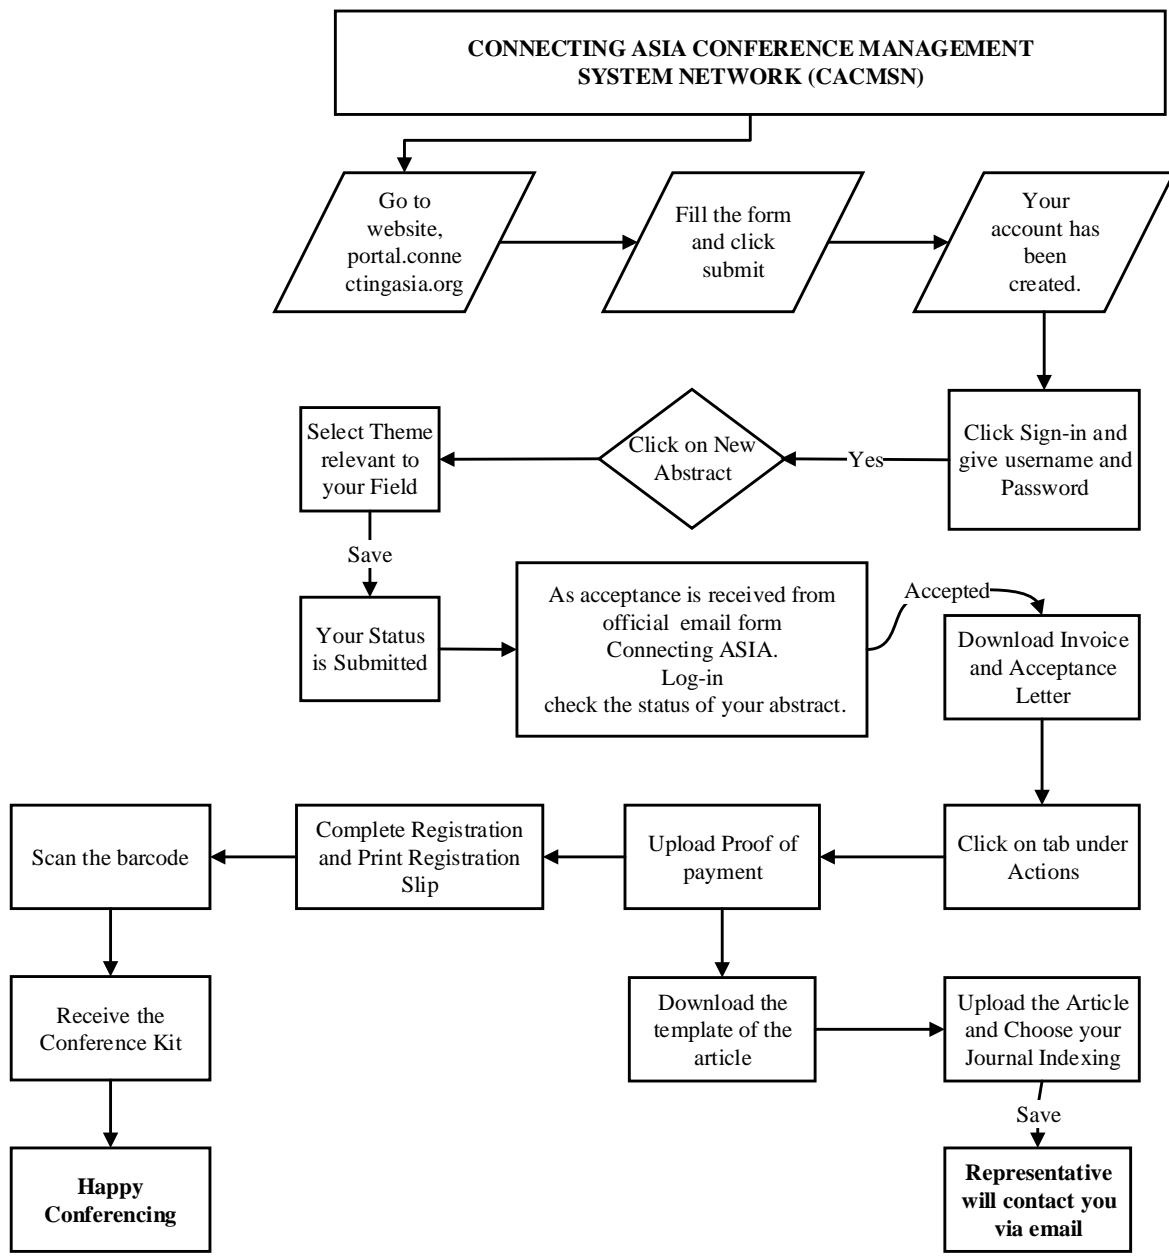 CONNECTING ASIA CONFERENCE MANAGEMENT
SYSTEM NETWORK (CACMSN)
Go to
website,
portal.conne
ctingasia.org
Fill the form
and click
submit
Your
account has
been
created.
Click Sign-in and
give username and
Password
Yes
Click on New
Abstract
Select Theme
relevant to
your Field
Save
Your Status
is Submitted
As acceptance is received from
official  email form
Connecting ASIA.
Log-in
check the status of your abstract.
Accepted
Download Invoice
and Acceptance
Letter
Click on tab under
Actions
Upload Proof of
payment
Complete Registration
and Print Registration
Slip
Scan the barcode
Receive the
Conference Kit
Happy
Conferencing
Download the
template of the
article
Upload the Article
and Choose your
Journal Indexing
Save
Representative
will contact you
via email